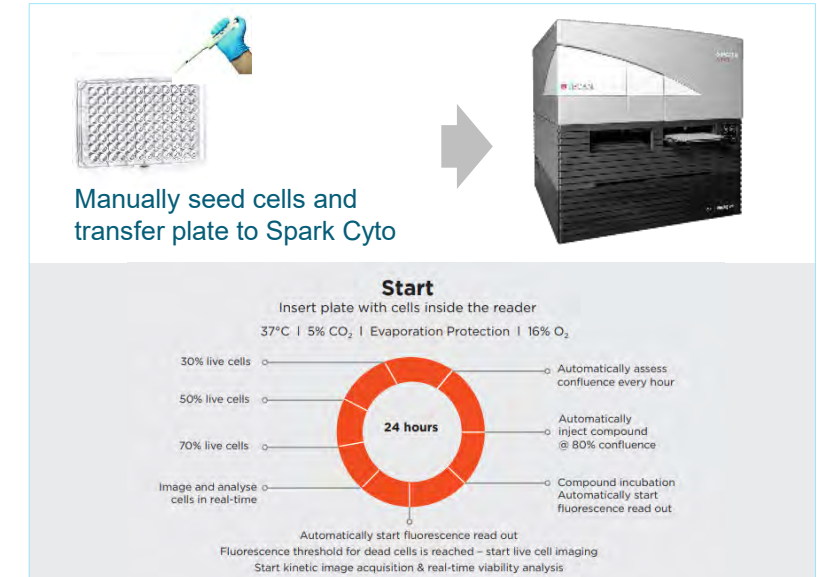 Manually seed cells and
transfer plate to Spark Cyto
TECAN
SPARK
CYTO
Start
Insert plate with cells inside the reader
37°C I 5% CO₂ I Evaporation Protection I 16% O₂
30% live cells
50% live cells
70% live cells
Image and analyse
cells in real-time
24 hours
Automatically assess
confluence every hour
Automatically
inject compound
@ 80% confluence
Compound incubation
Automatically start
fluorescence read out
Automatically start fluorescence read out
Fluorescence threshold for dead cells is reached – start live cell imaging
Start kinetic image acquisition & real-time viability analysis